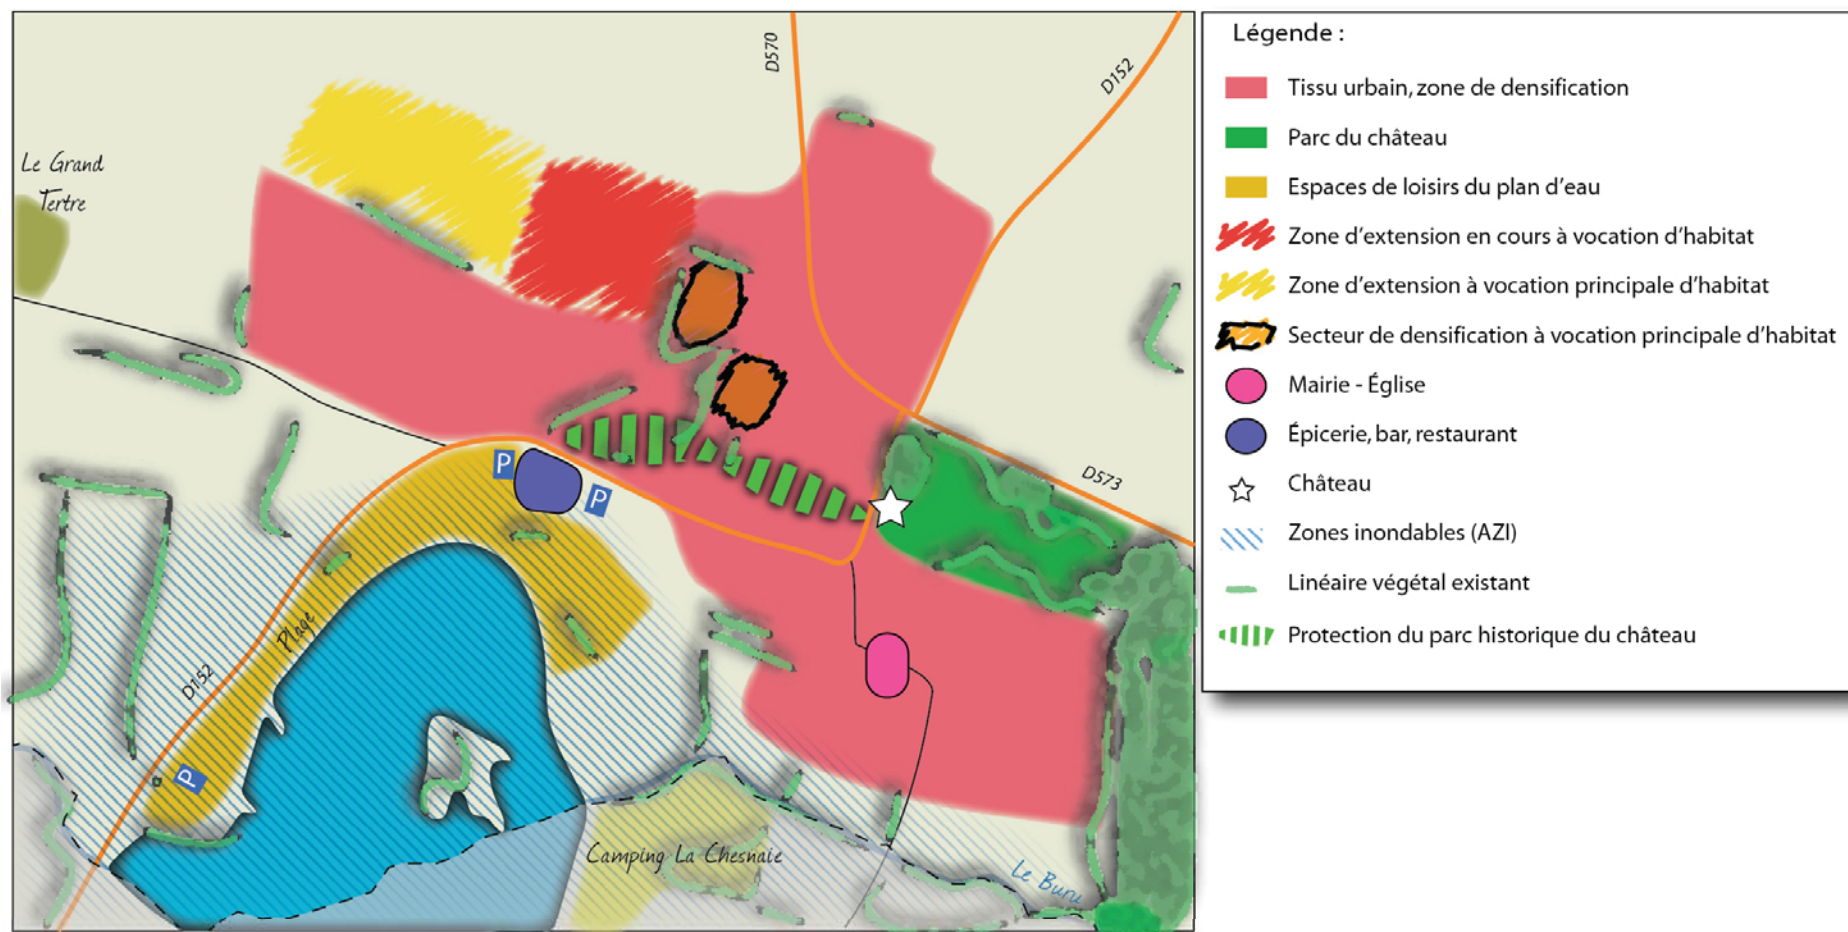 D570
D152
Le Grand
Tertre
P
P
D573
Plage
D152
P
Camping La Chesnaie
Le Buru
Légende :
Tissu urbain, zone de densification
Parc du château
Espaces de loisirs du plan d'eau
Zone d'extension en cours à vocation d'habitat
Zone d'extension à vocation principale d'habitat
Secteur de densification à vocation principale d'habitat
Mairie - Église
Épicerie, bar, restaurant
Château
Zones inondables (AZI)
Linéaire végétal existant
Protection du parc historique du château